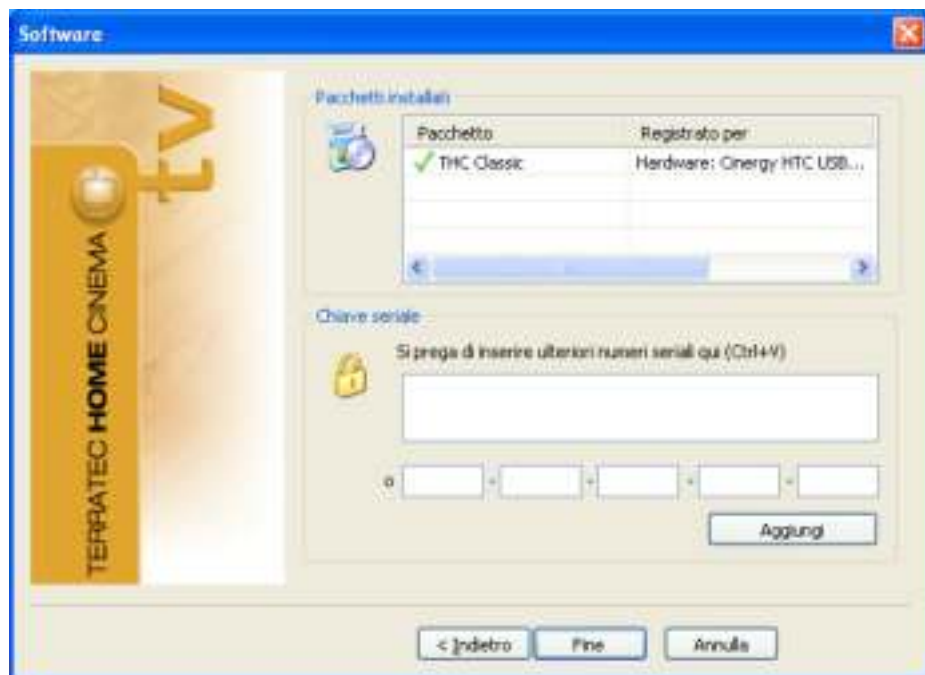 Software
tv
TERRATEC HOME CINEMA
Pacchetti installati
Pacchetto Registrato per
THC Classic Hardware: Cinergy HTC USB...
Chiave seriale
Si prega di inserire ulteriori numeri seriali qui (Ctrl+V)
o - - - -
Aggiungi
< Indietro Fine Annulla